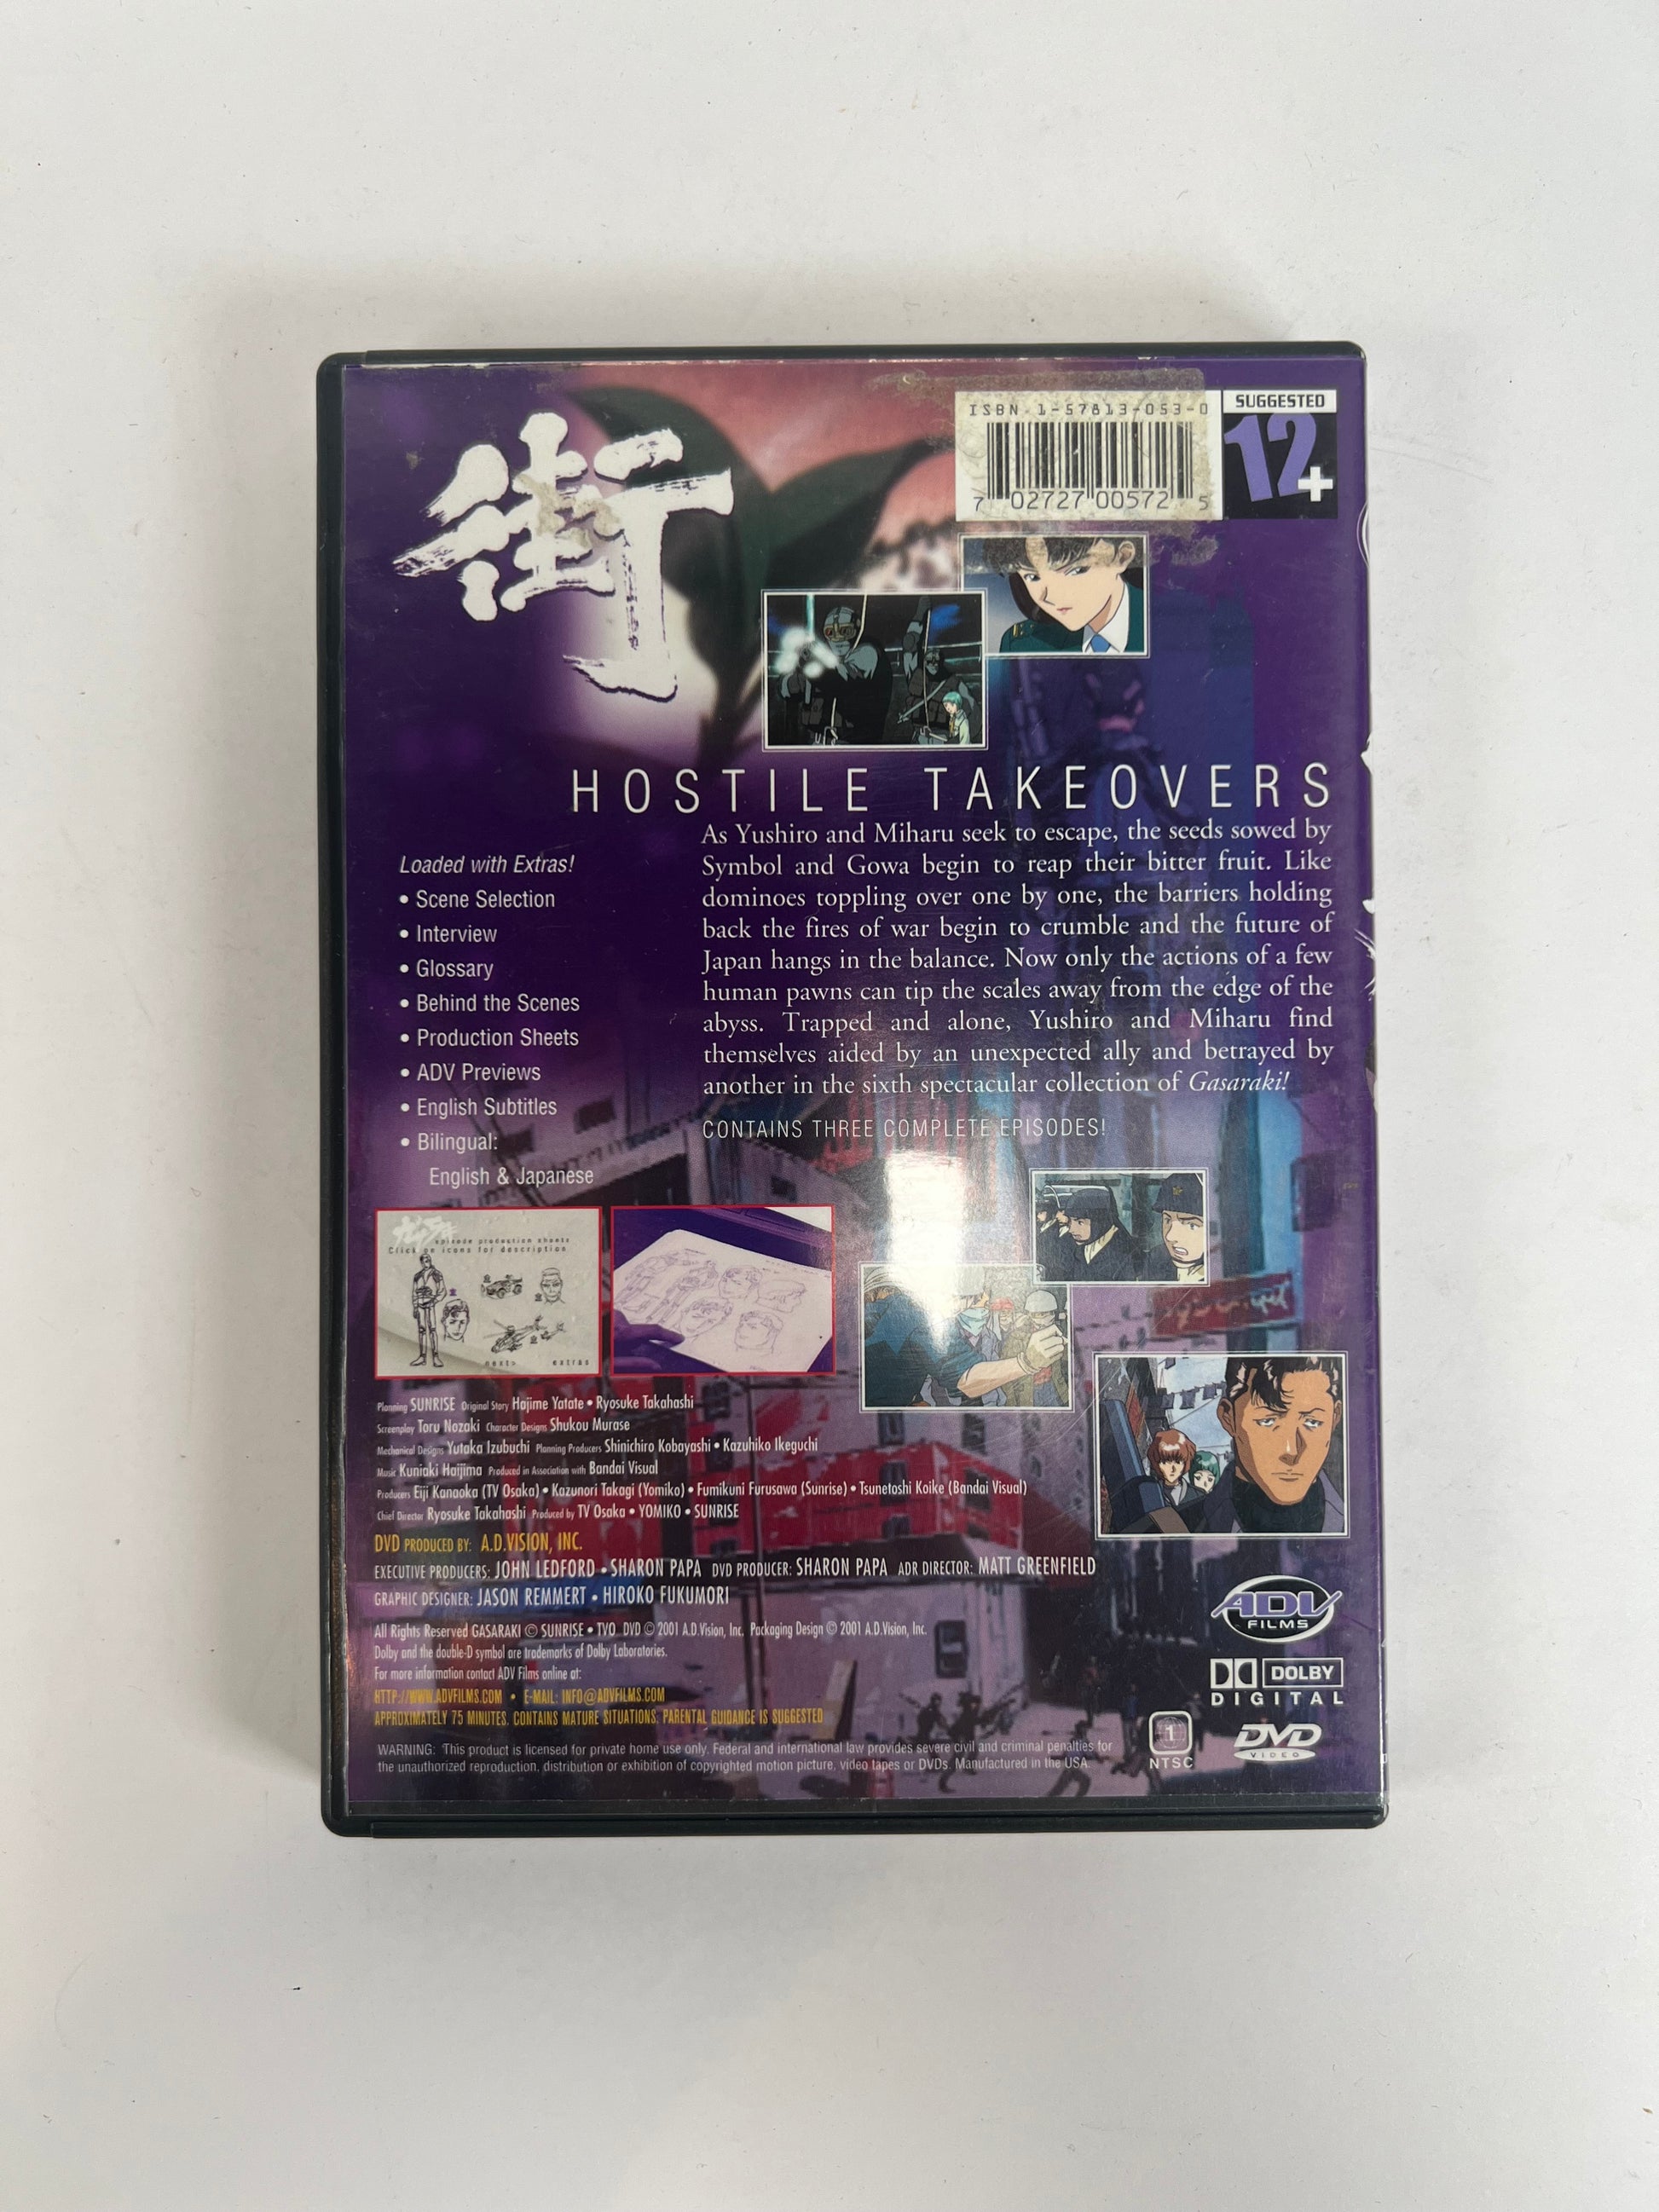 街
ISBN 1-57813-053-0
7 02727 00572 5
SUGGESTED
12+
HOSTILE TAKEOVERS
As Yushiro and Miharu seek to escape, the seeds sowed by
Symbol and Gowa begin to reap their bitter fruit. Like
dominoes toppling over one by one, the barriers holding
back the fires of war begin to crumble and the future of
Japan hangs in the balance. Now only the actions of a few
human pawns can tip the scales away from the edge of the
abyss. Trapped and alone, Yushiro and Miharu find
themselves aided by an unexpected ally and betrayed by
another in the sixth spectacular collection of Gasaraki!
CONTAINS THREE COMPLETE EPISODES!
Loaded with Extras!
• Scene Selection
• Interview
• Glossary
• Behind the Scenes
• Production Sheets
• ADV Previews
• English Subtitles
• Bilingual:
English & Japanese
episode production sheets
Click on icons for description
next> extras
Planning SUNRISE Original Story Hajime Yatate • Ryosuke Takahashi
Screenplay Toru Nozaki Character Designs Shukou Murase
Mechanical Designs Yutaka Izubuchi Planning Producers Shinichiro Kobayashi • Kazuhiko Ikeguchi
Music Kuniaki Haijima Produced in Association with Bandai Visual
Producers Eiji Kanaoka (TV Osaka) • Kazunori Takagi (Yomiko) • Fumikuni Furusawa (Sunrise) • Tsunetoshi Koike (Bandai Visual)
Chief Director Ryosuke Takahashi Produced by TV Osaka • YOMIKO • SUNRISE
DVD PRODUCED BY: A.D.VISION, INC.
EXECUTIVE PRODUCERS: JOHN LEDFORD • SHARON PAPA DVD PRODUCER: SHARON PAPA ADR DIRECTOR: MATT GREENFIELD
GRAPHIC DESIGNER: JASON REMMERT • HIROKO FUKUMORI
All Rights Reserved GASARAKI © SUNRISE • TVO DVD © 2001 A.D.Vision, Inc. Packaging Design © 2001 A.D.Vision, Inc.
Dolby and the double-D symbol are trademarks of Dolby Laboratories.
For more information contact ADV Films online at:
HTTP://WWW.ADVFILMS.COM • E-MAIL: INFO@ADVFILMS.COM
APPROXIMATELY 75 MINUTES. CONTAINS MATURE SITUATIONS. PARENTAL GUIDANCE IS SUGGESTED
WARNING: This product is licensed for private home use only. Federal and international law provides severe civil and criminal penalties for
the unauthorized reproduction, distribution or exhibition of copyrighted motion picture, video tapes or DVDs. Manufactured in the USA.
ADV
FILMS
DOLBY
DIGITAL
1
NTSC
DVD
VIDEO